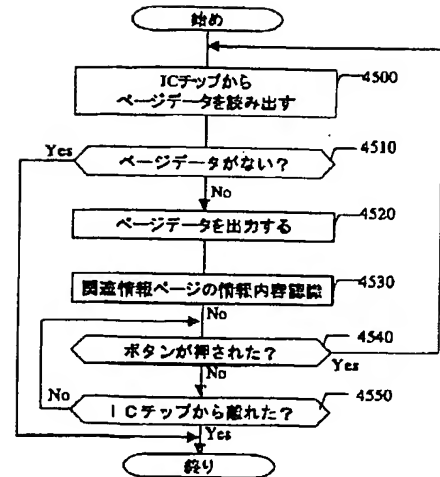 始め
ICチップから
ページデータを読み出す
4500
Yes
ページデータがない?
4510
No
ページデータを出力する
4520
関連情報ページの情報内容認識
4530
No
ボタンが押された?
4540
Yes
No
No
ICチップから離れた?
4550
Yes
終り